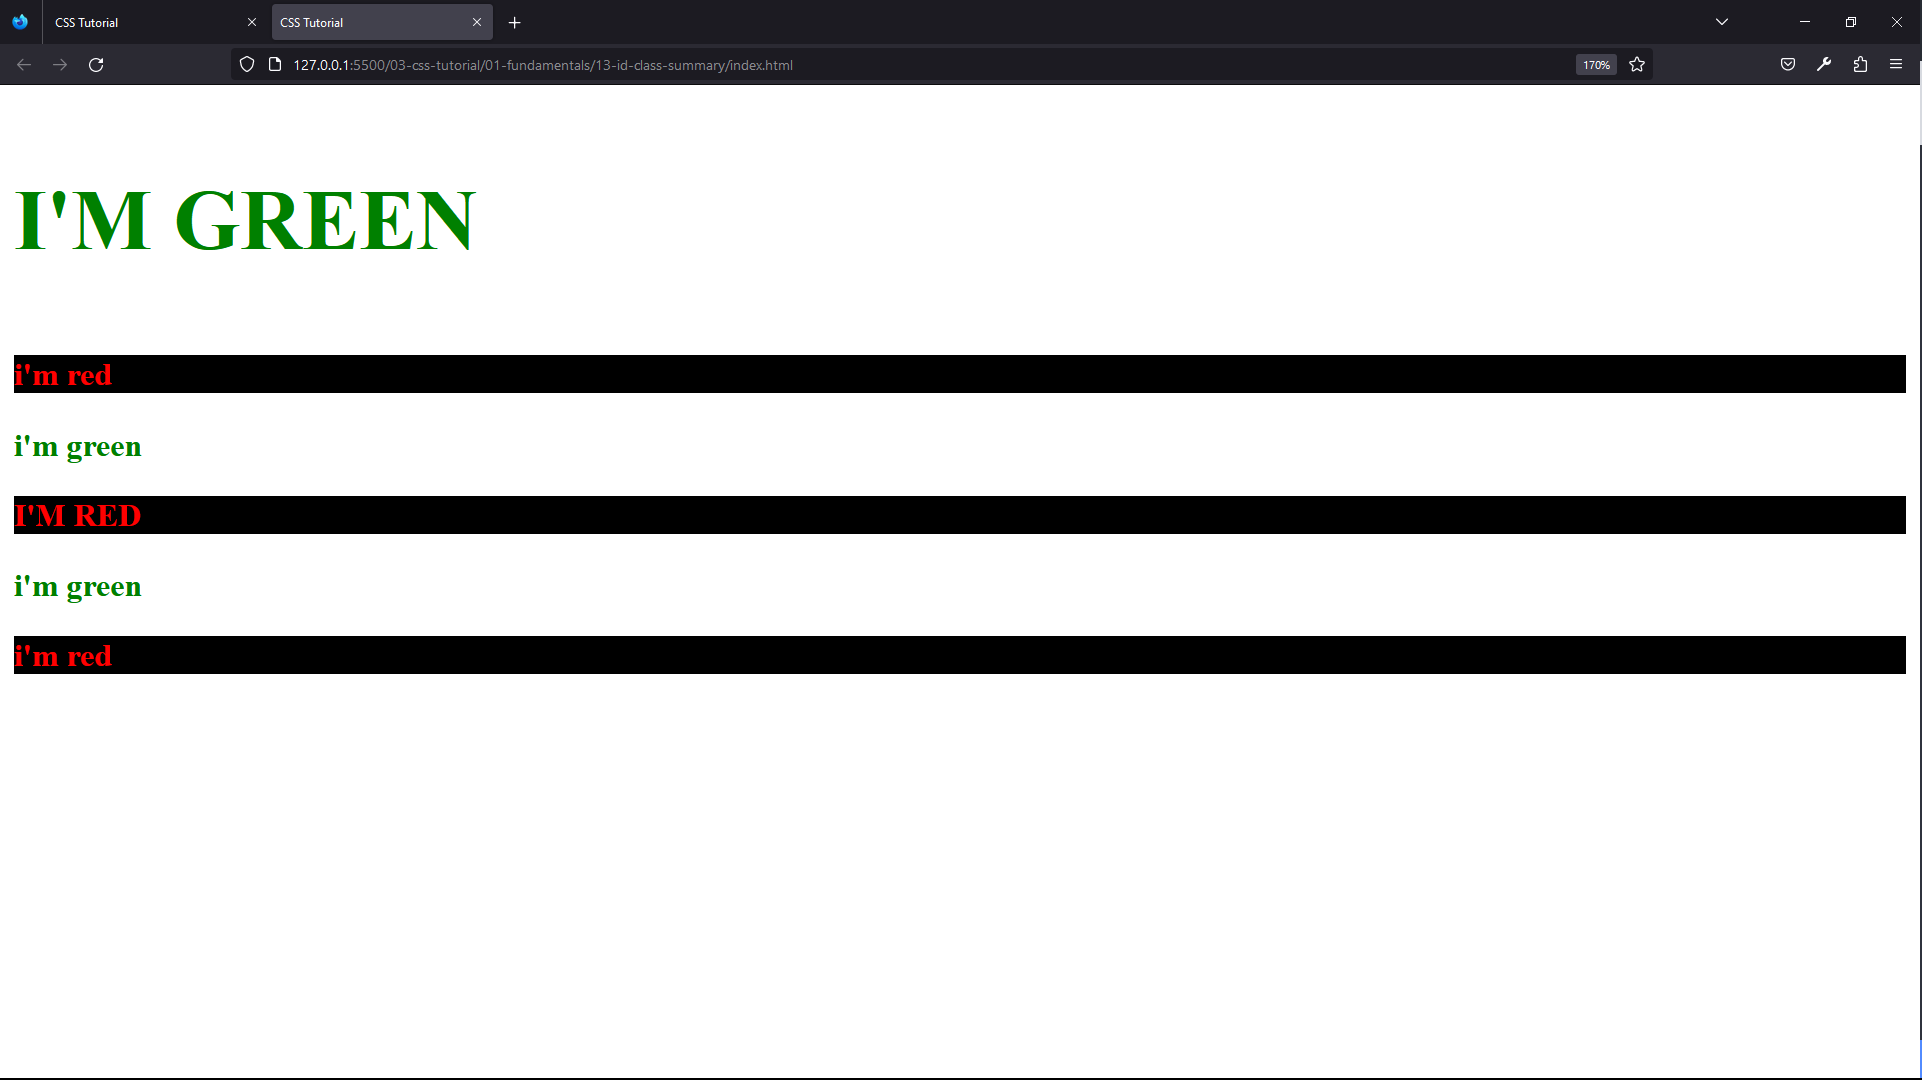 CSS Tutorial
CSS Tutorial
127.0.0.1:5500/03-css-tutorial/01-fundamentals/13-id-class-summary/index.html
170%
I'M GREEN
i'm red
i'm green
I'M RED
i'm green
i'm red